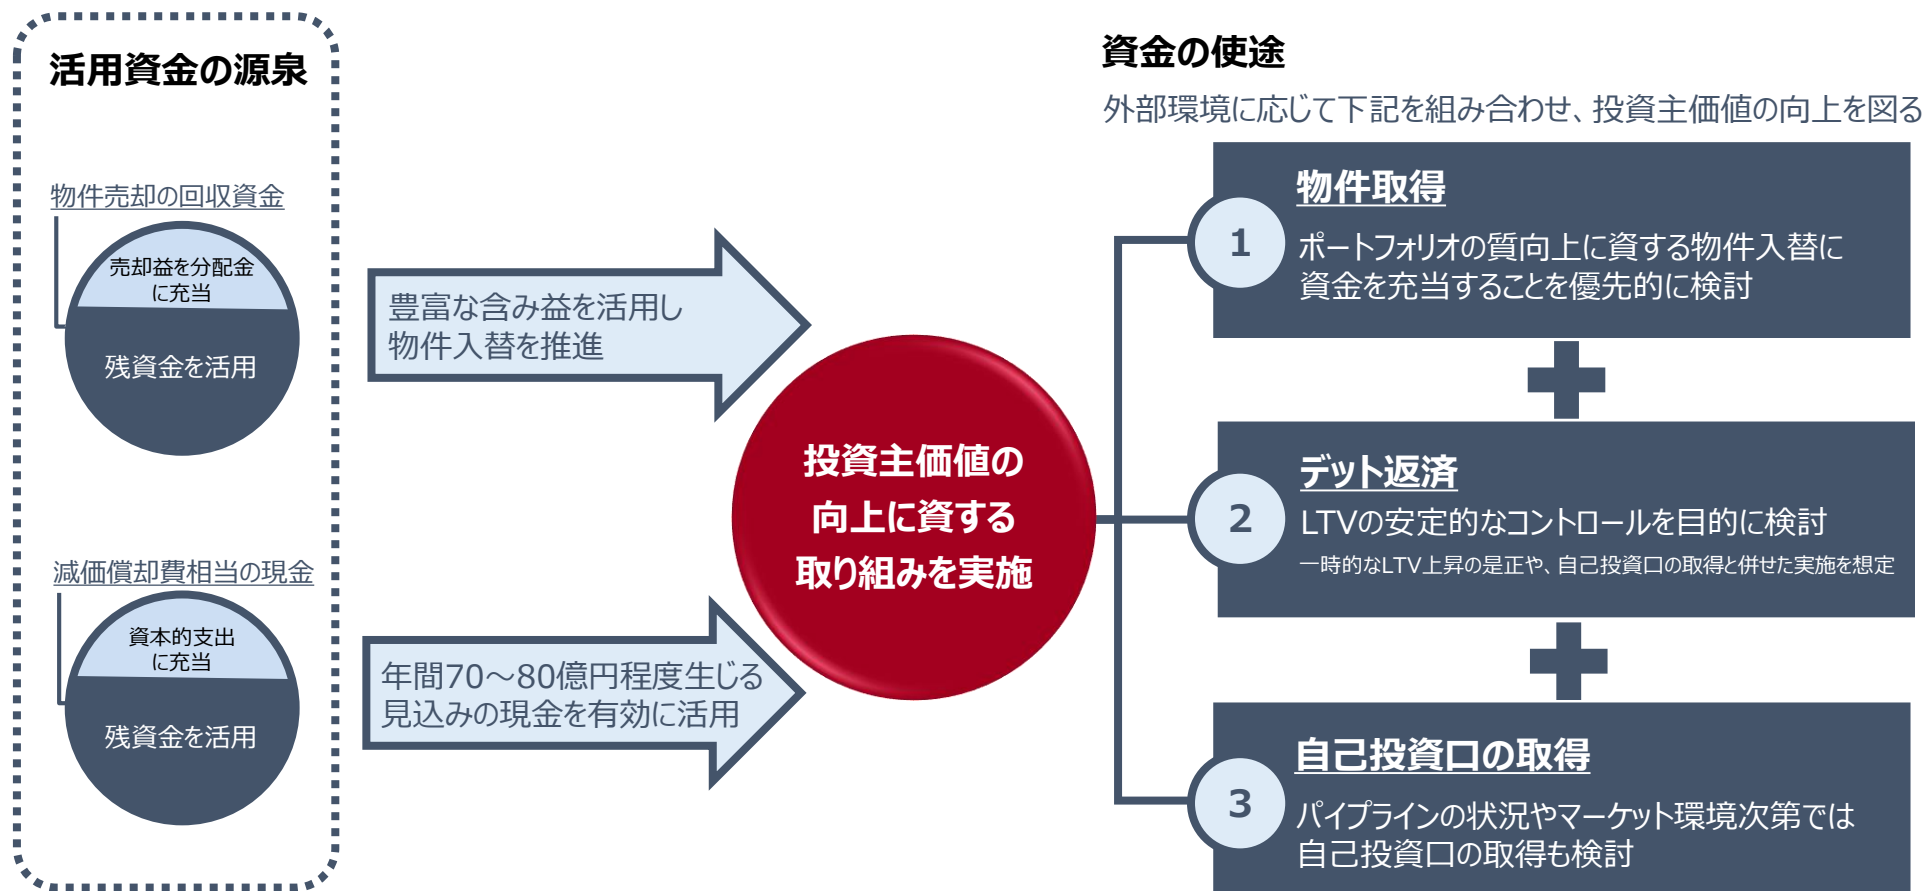 活用資金の源泉
物件売却の回収資金
売却益を分配金
に充当
残資金を活用
減価償却費相当の現金
資本的支出
に充当
残資金を活用
豊富な含み益を活用し
物件入替を推進
年間70～80億円程度生じる
見込みの現金を有効に活用
投資主価値の
向上に資する
取り組みを実施
資金の使途
外部環境に応じて下記を組み合わせ、投資主価値の向上を図る
1
物件取得
ポートフォリオの質向上に資する物件入替に
資金を充当することを優先的に検討
2
デット返済
LTVの安定的なコントロールを目的に検討
一時的なLTV上昇の是正や、自己投資口の取得と併せた実施を想定
3
自己投資口の取得
パイプラインの状況やマーケット環境次第では
自己投資口の取得も検討